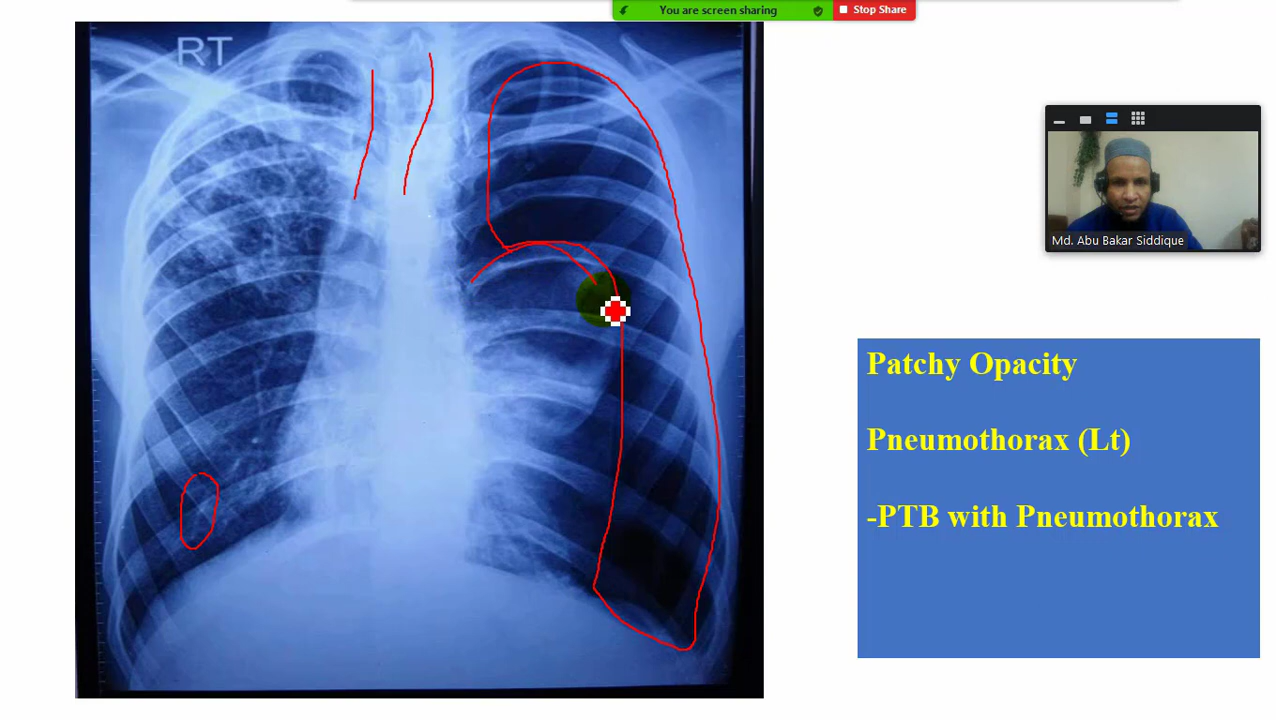 You are screen sharing
Stop Share
RT
Md. Abu Bakar Siddique
Patchy Opacity
Pneumothorax (Lt)
-PTB with Pneumothorax